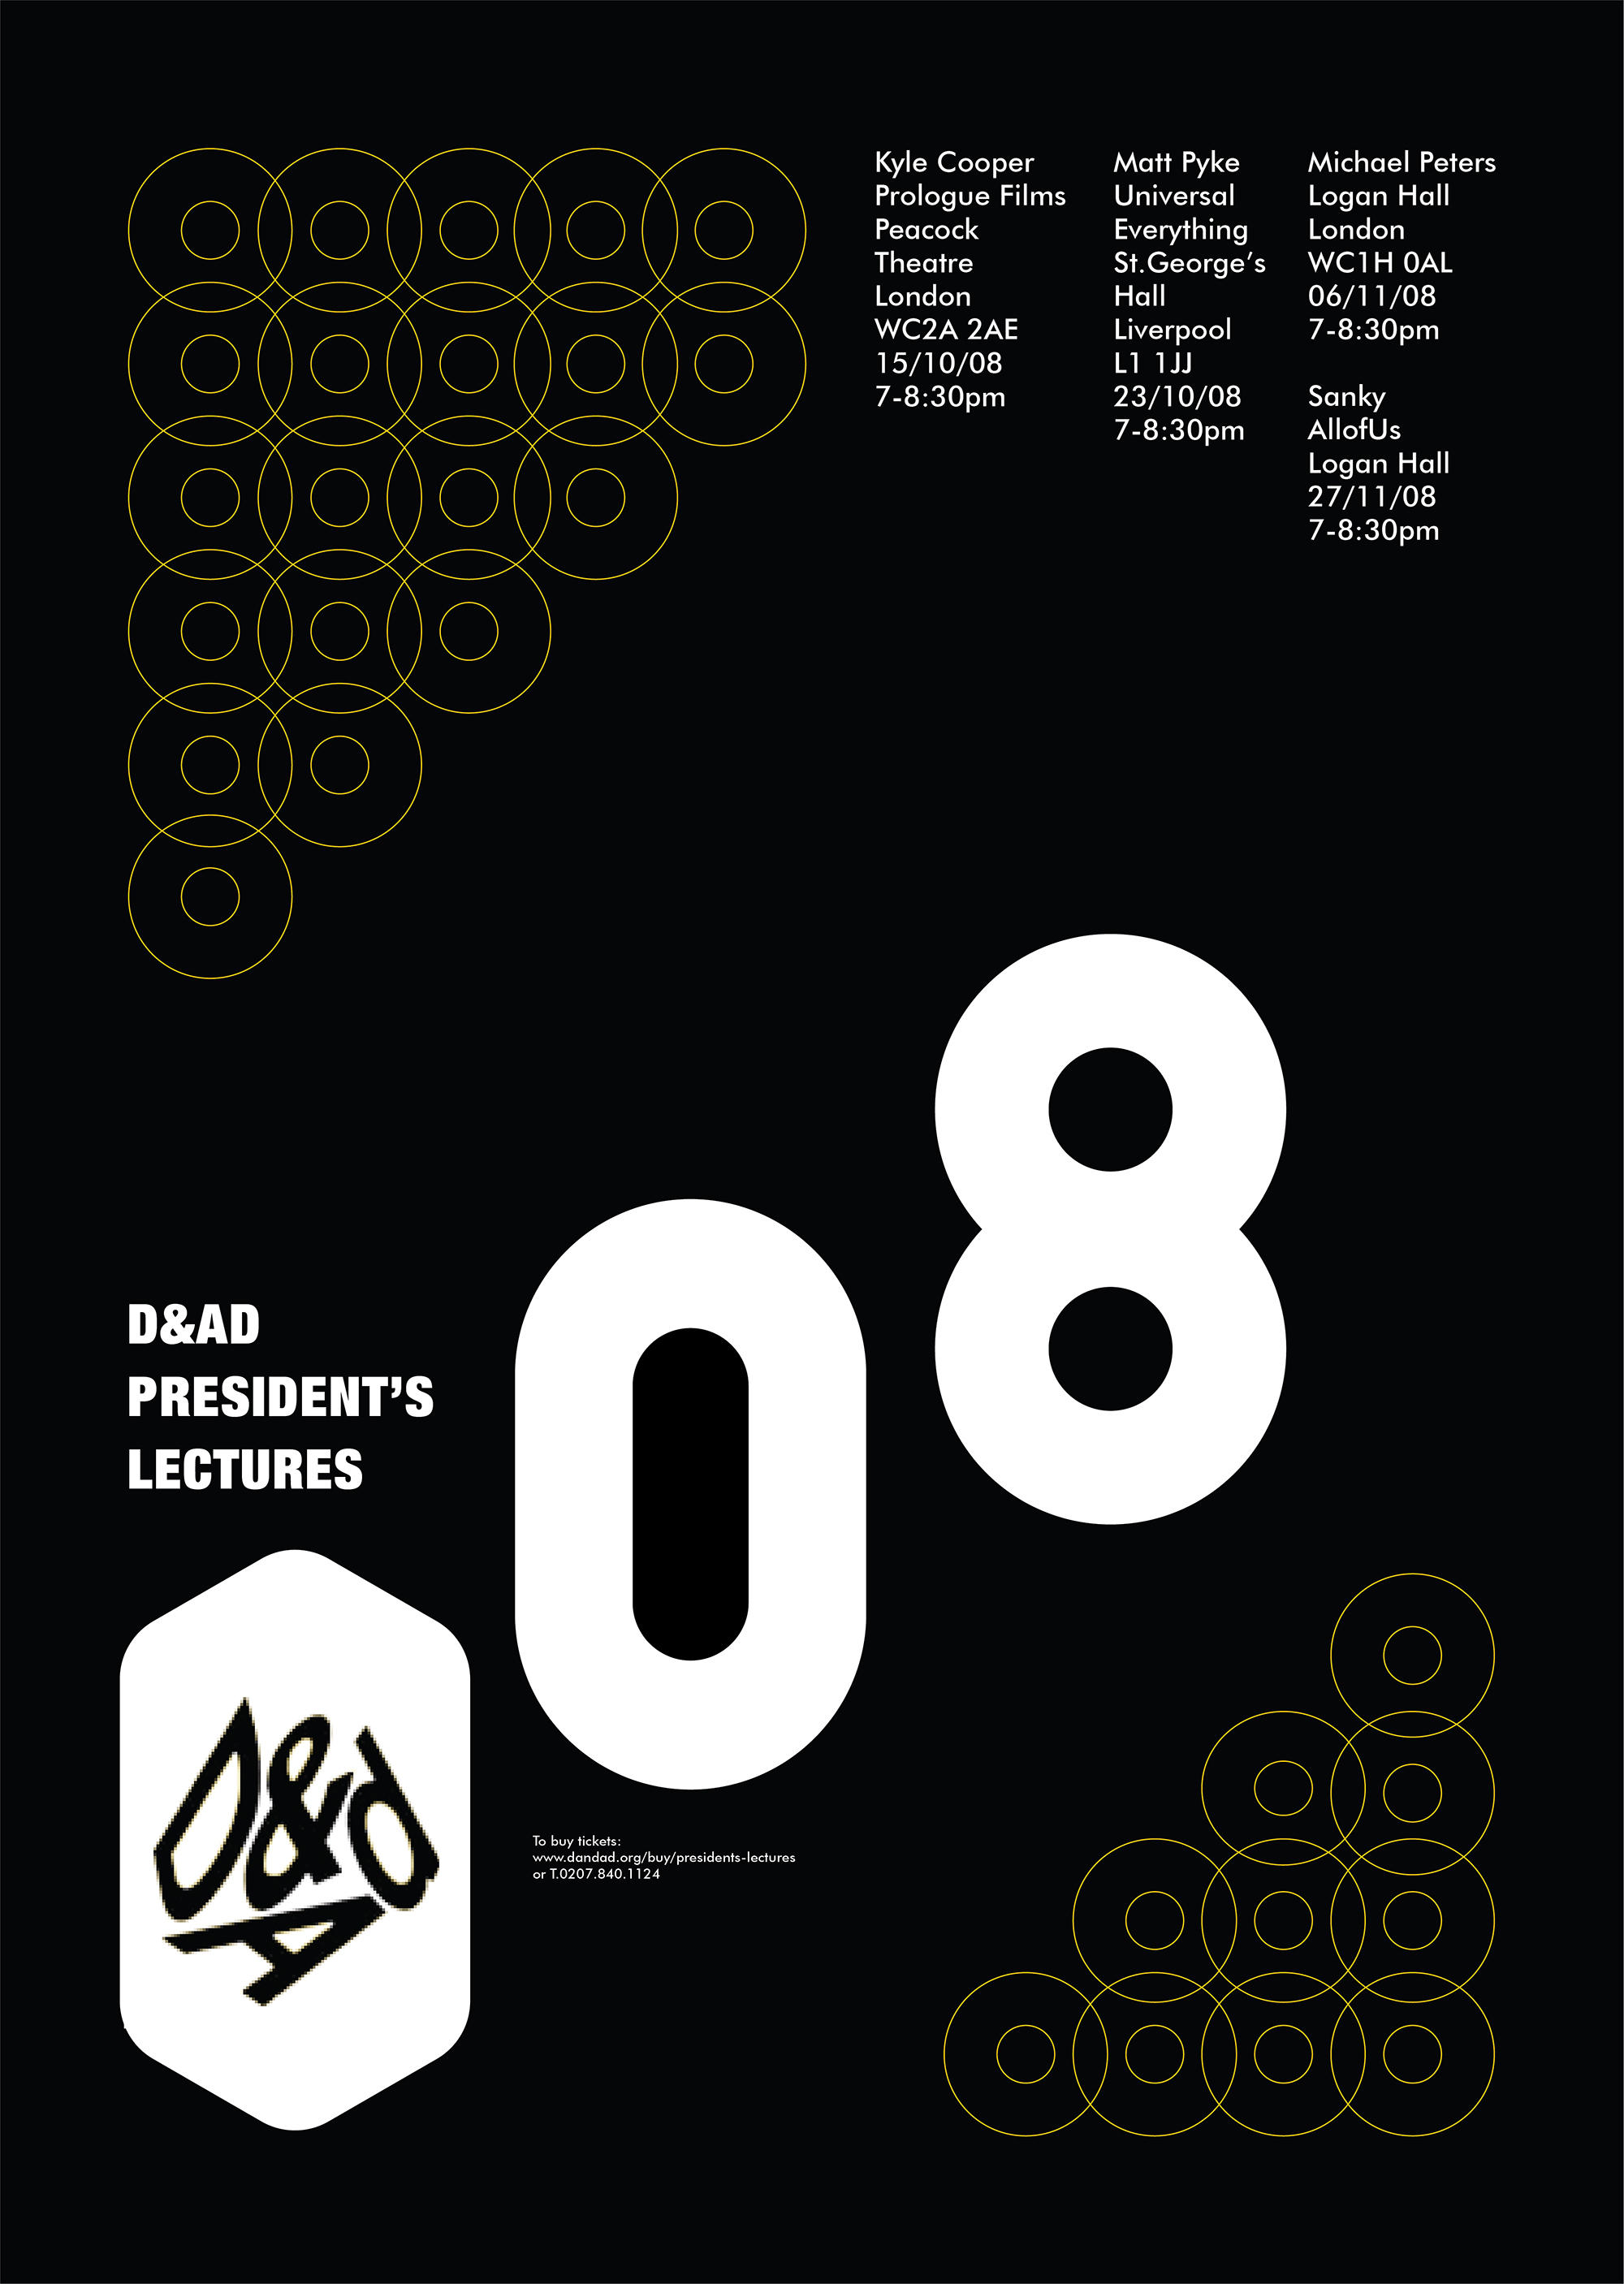 Kyle Cooper
Prologue Films
Peacock
Theatre
London
WC2A 2AE
15/10/08
7-8:30pm
Matt Pyke
Universal
Everything
St.George’s
Hall
Liverpool
L1 1JJ
23/10/08
7-8:30pm
Michael Peters
Logan Hall
London
WC1H 0AL
06/11/08
7-8:30pm
Sanky
AllofUs
Logan Hall
27/11/08
7-8:30pm
08
D&AD
PRESIDENT’S
LECTURES
D&d
A
To buy tickets:
www.dandad.org/buy/presidents-lectures
or T.0207.840.1124